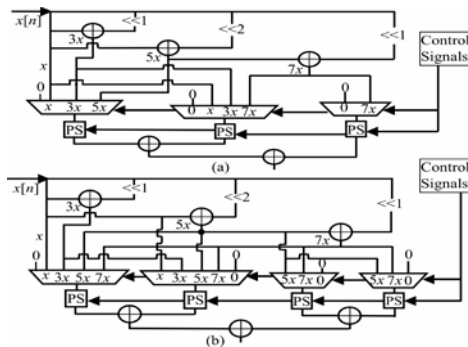 x[n] <<1 <<2 <<1
3x 5x 7x
Control Signals
x
0 0 0
x 3x 5x 0 x 3x 7x 0 7x
PS PS PS
(a)
x[n] <<1 <<2 <<1
3x 5x 7x
Control Signals
x
0 0 0 0
x 3x 5x 7x x 3x 5x 7x 0 5x 7x 0 5x 7x 0
PS PS PS PS
(b)